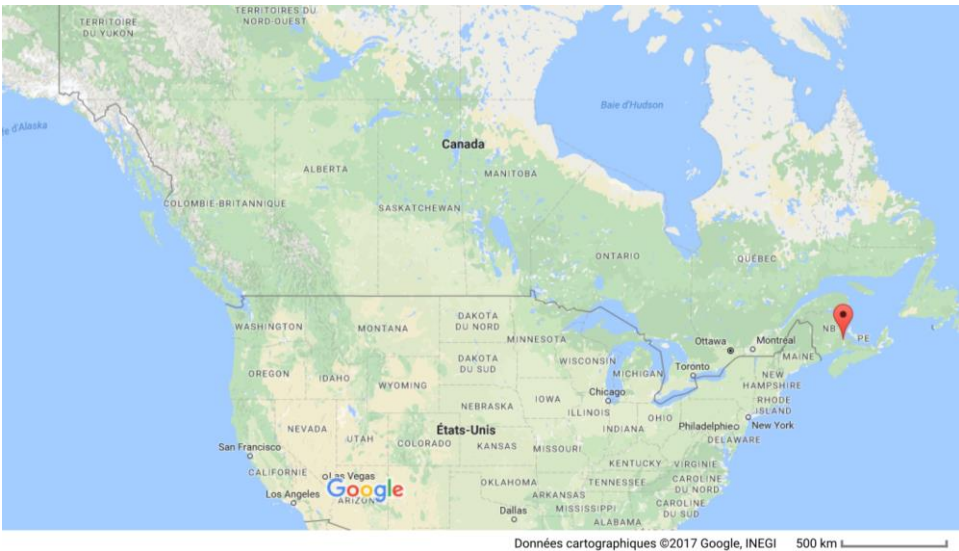 TERRITOIRE
DU YUKON
TERRITOIRES DU
NORD-OUEST
Baie d'Hudson
d'Alaska
Canada
ALBERTA
MANITOBA
COLOMBIE-BRITANNIQUE
SASKATCHEWAN
ONTARIO
QUÉBEC
WASHINGTON
MONTANA
DAKOTA
DU NORD
MINNESOTA
Ottawa
Montréal
NB
PE
MAINE
OREGON
IDAHO
WYOMING
DAKOTA
DU SUD
WISCONSIN
MICHIGAN
Toronto
NEW
HAMPSHIRE
Chicago
RHODE
ISLAND
NEBRASKA
IOWA
ILLINOIS
INDIANA
OHIO
Philadelphie
New York
DELAWARE
NEVADA
UTAH
COLORADO
États-Unis
KANSAS
MISSOURI
San Francisco
CALIFORNIE
Las Vegas
KENTUCKY
VIRGINIE
Los Angeles
Google
ARIZONA
OKLAHOMA
TENNESSEE
CAROLINE
DU NORD
ARKANSAS
Dallas
MISSISSIPPI
CAROLINE
DU SUD
ALABAMA
Données cartographiques ©2017 Google, INEGI 500 km